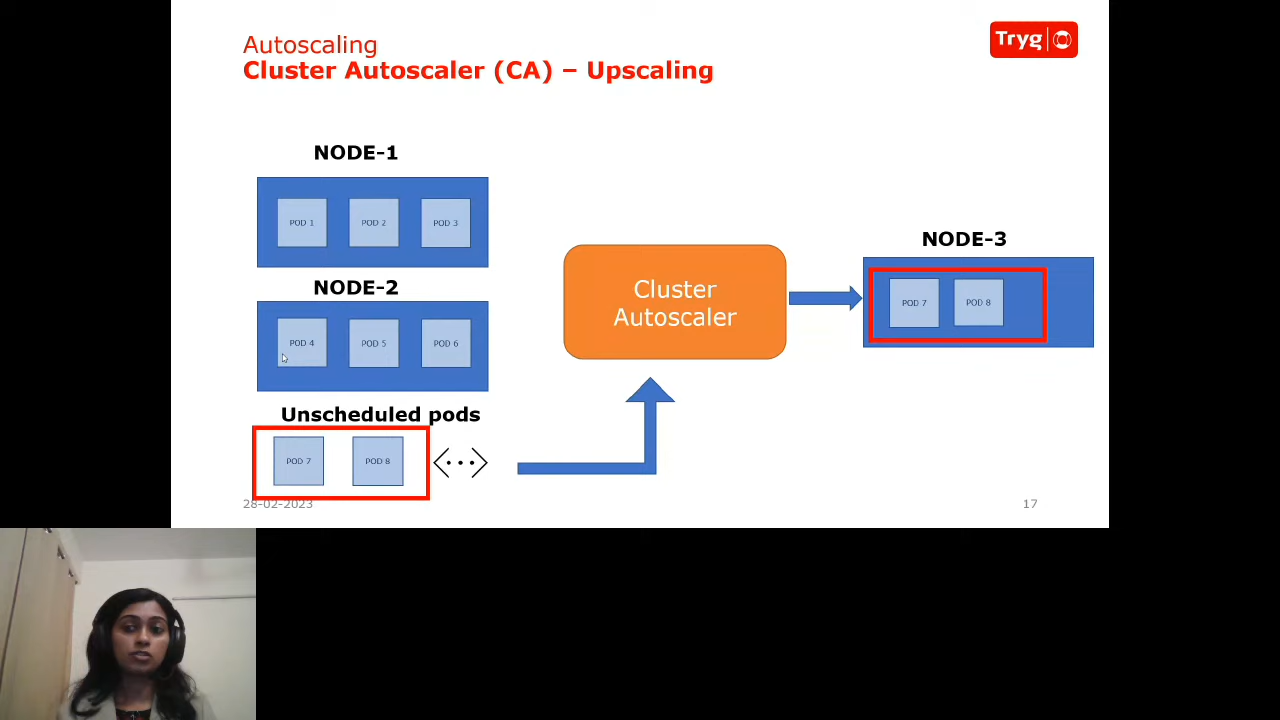 Autoscaling
Cluster Autoscaler (CA) – Upscaling
Tryg
NODE-1
POD 1 POD 2 POD 3
NODE-2
POD 4 POD 5 POD 6
Unscheduled pods
POD 7 POD 8
Cluster
Autoscaler
NODE-3
POD 7 POD 8
28-02-2023
17